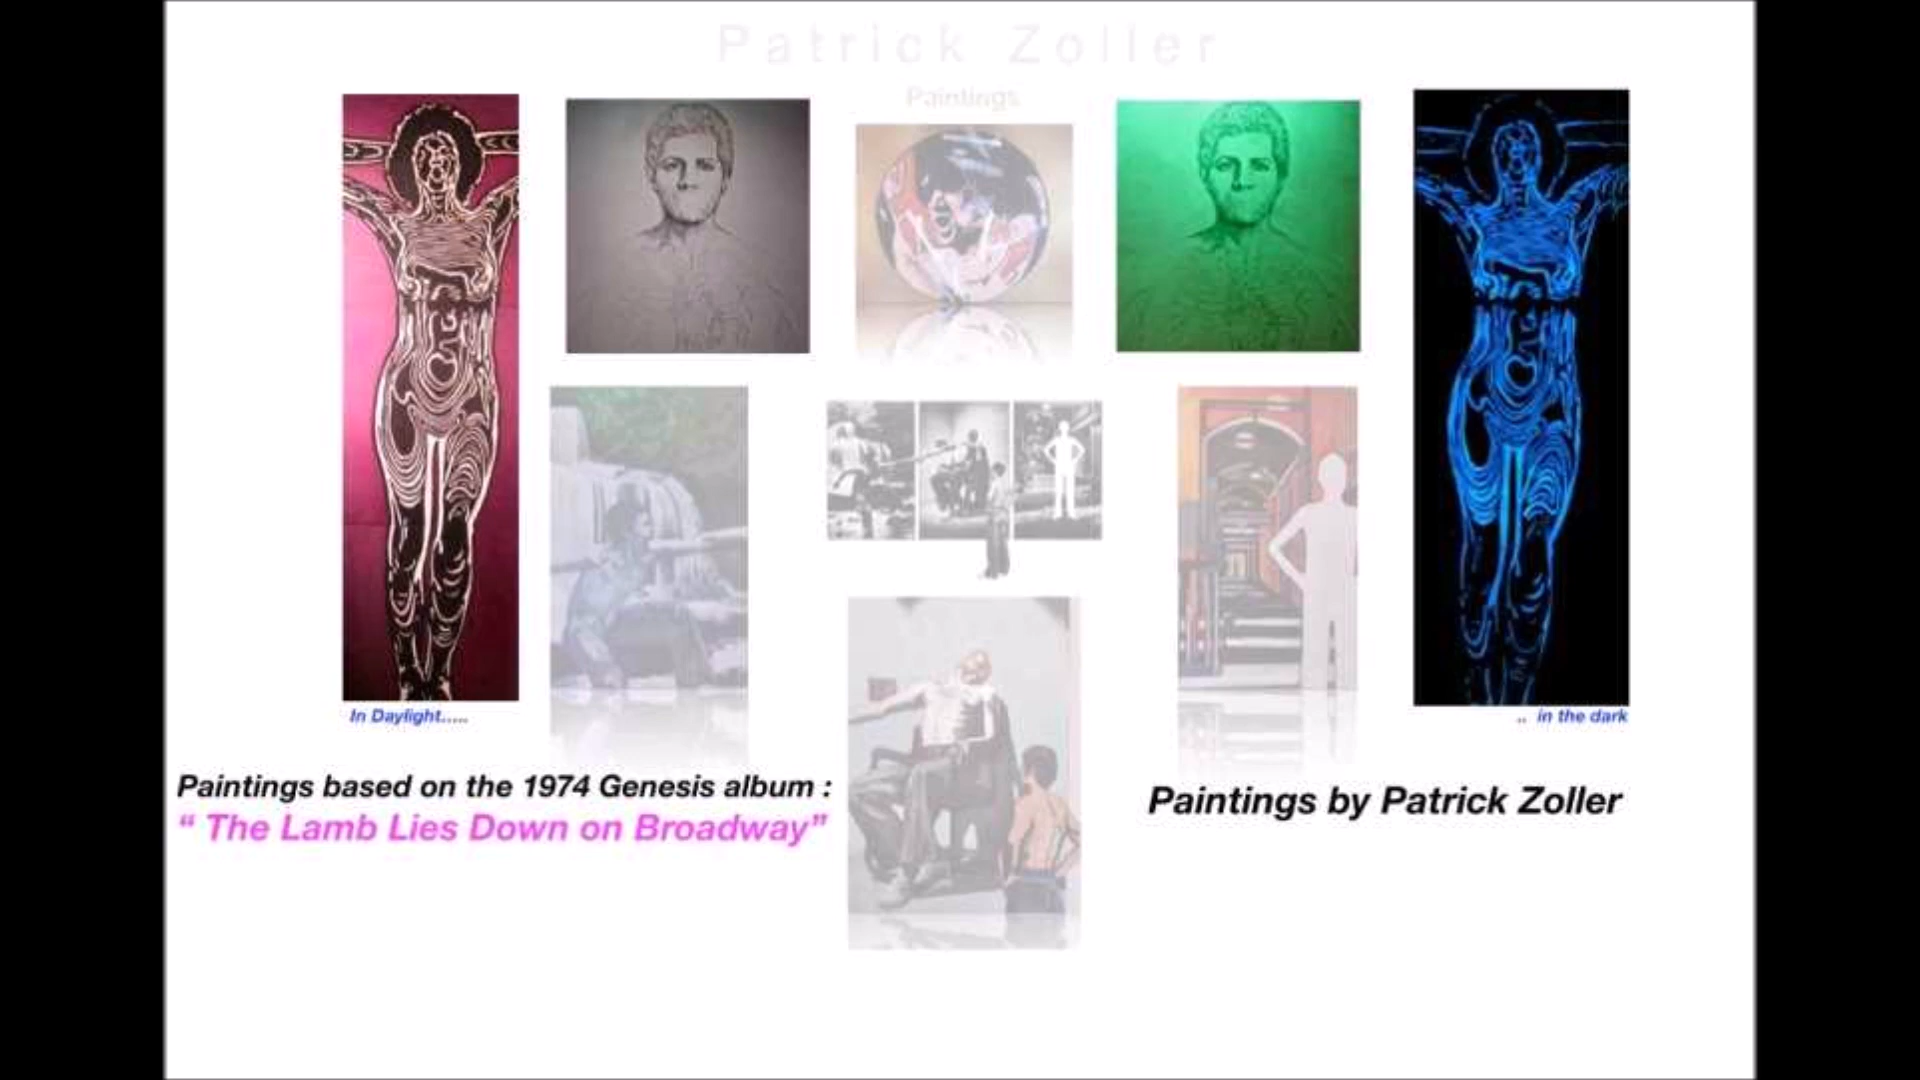 Patrick Zoller
Paintings
In Daylight.....
.. in the dark
Paintings based on the 1974 Genesis album :
“ The Lamb Lies Down on Broadway”
Paintings by Patrick Zoller